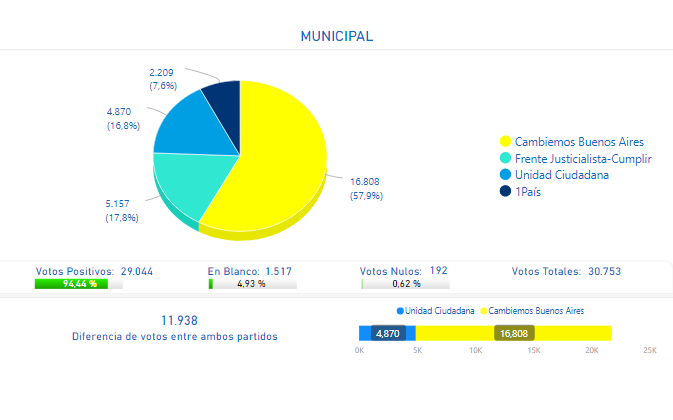 MUNICIPAL
2.209
(7,6%)
4.870
(16,8%)
5.157
(17,8%)
16.808
(57,9%)
Cambiemos Buenos Aires
Frente Justicialista-Cumplir
Unidad Ciudadana
1País
Votos Positivos: 29.044
94,44 %
En Blanco: 1.517
4,93 %
Votos Nulos: 192
0,62 %
Votos Totales: 30.753
11.938
Diferencia de votos entre ambos partidos
Unidad Ciudadana Cambiemos Buenos Aires
4,870 16,808
0K 5K 10K 15K 20K 25K